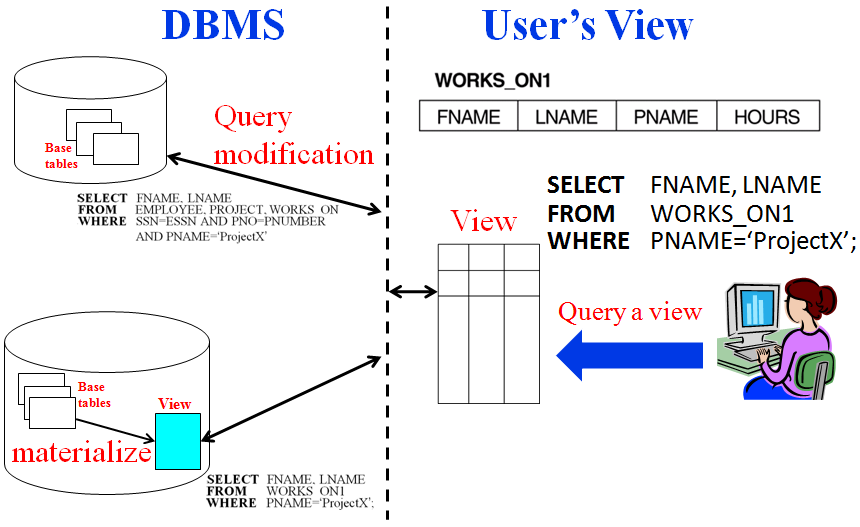 DBMS
User's View
Base
tables
Query
modification
SELECT FNAME, LNAME
FROM EMPLOYEE, PROJECT, WORKS_ON
WHERE SSN=ESSN AND PNO=PNUMBER
AND PNAME='ProjectX'
WORKS_ON1
FNAME LNAME PNAME HOURS
SELECT FNAME, LNAME
FROM WORKS_ON1
WHERE PNAME=‘ProjectX’;
View
Query a view
Base
tables
View
materialize
SELECT FNAME, LNAME
FROM WORKS_ON1
WHERE PNAME='ProjectX';